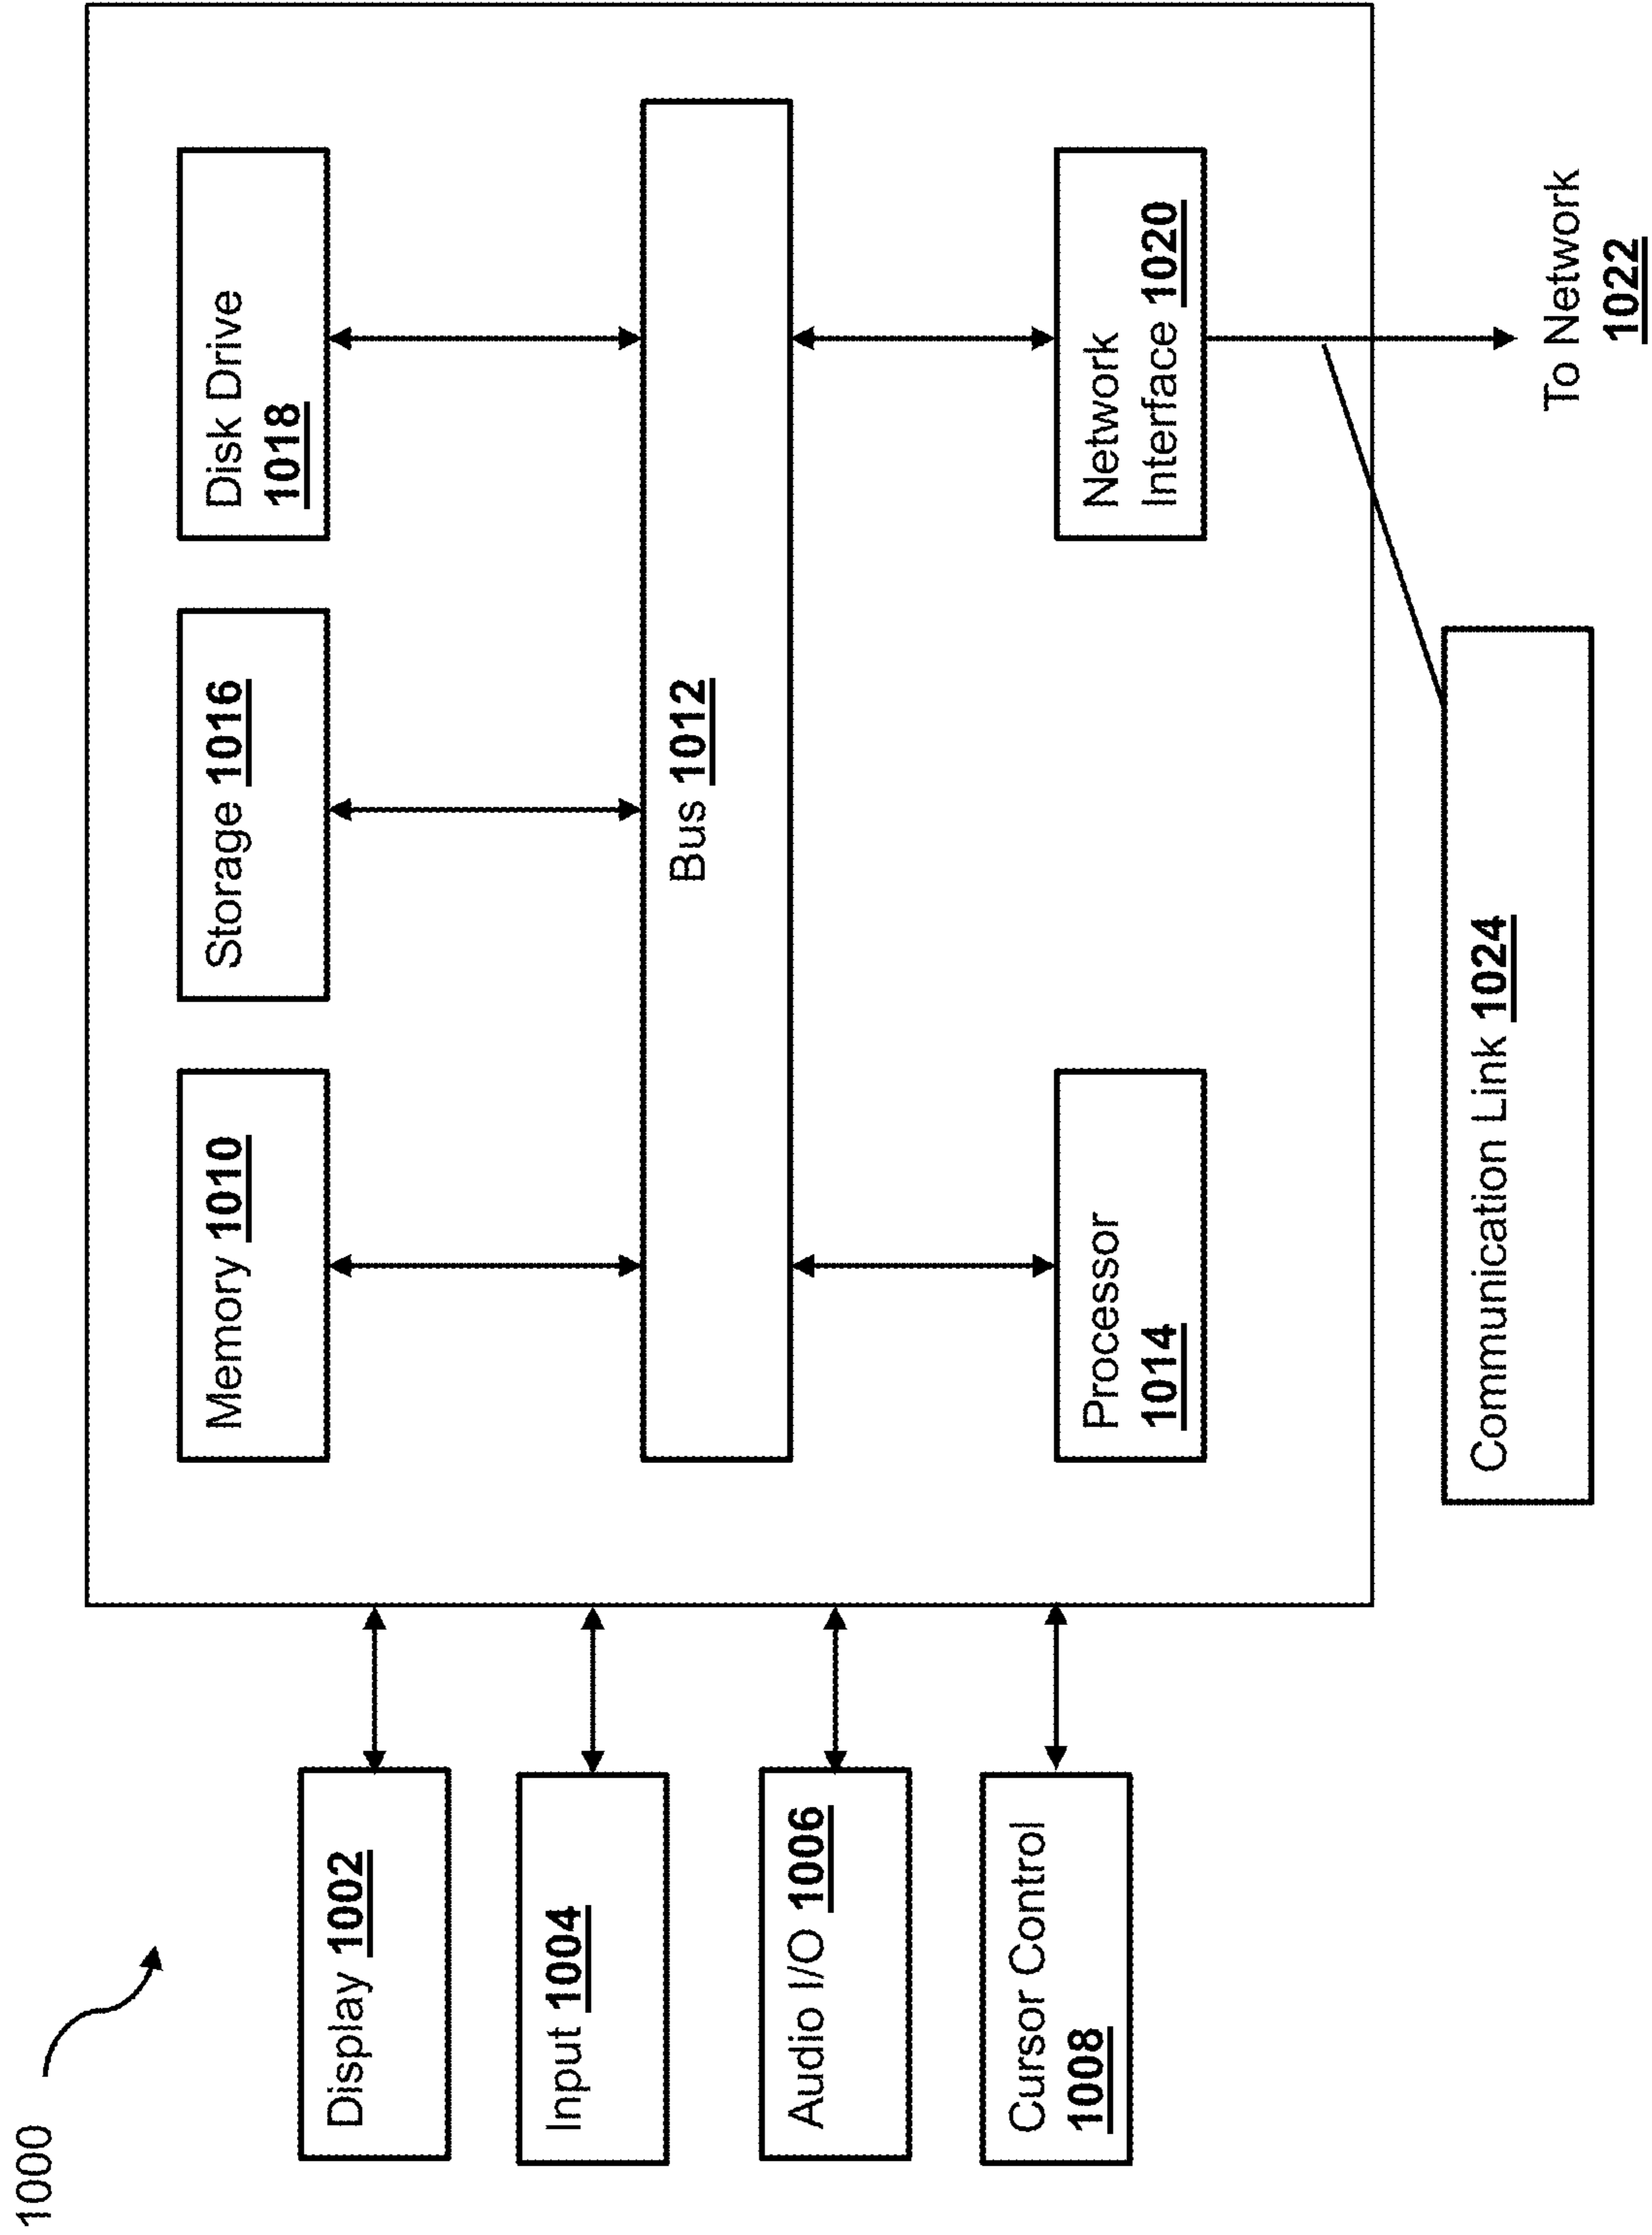 1000
Display 1002
Input 1004
Audio I/O 1006
Cursor Control
1008
Memory 1010
Storage 1016
Disk Drive
1018
Bus 1012
Processor
1014
Network
Interface 1020
Communication Link 1024
To Network
1022